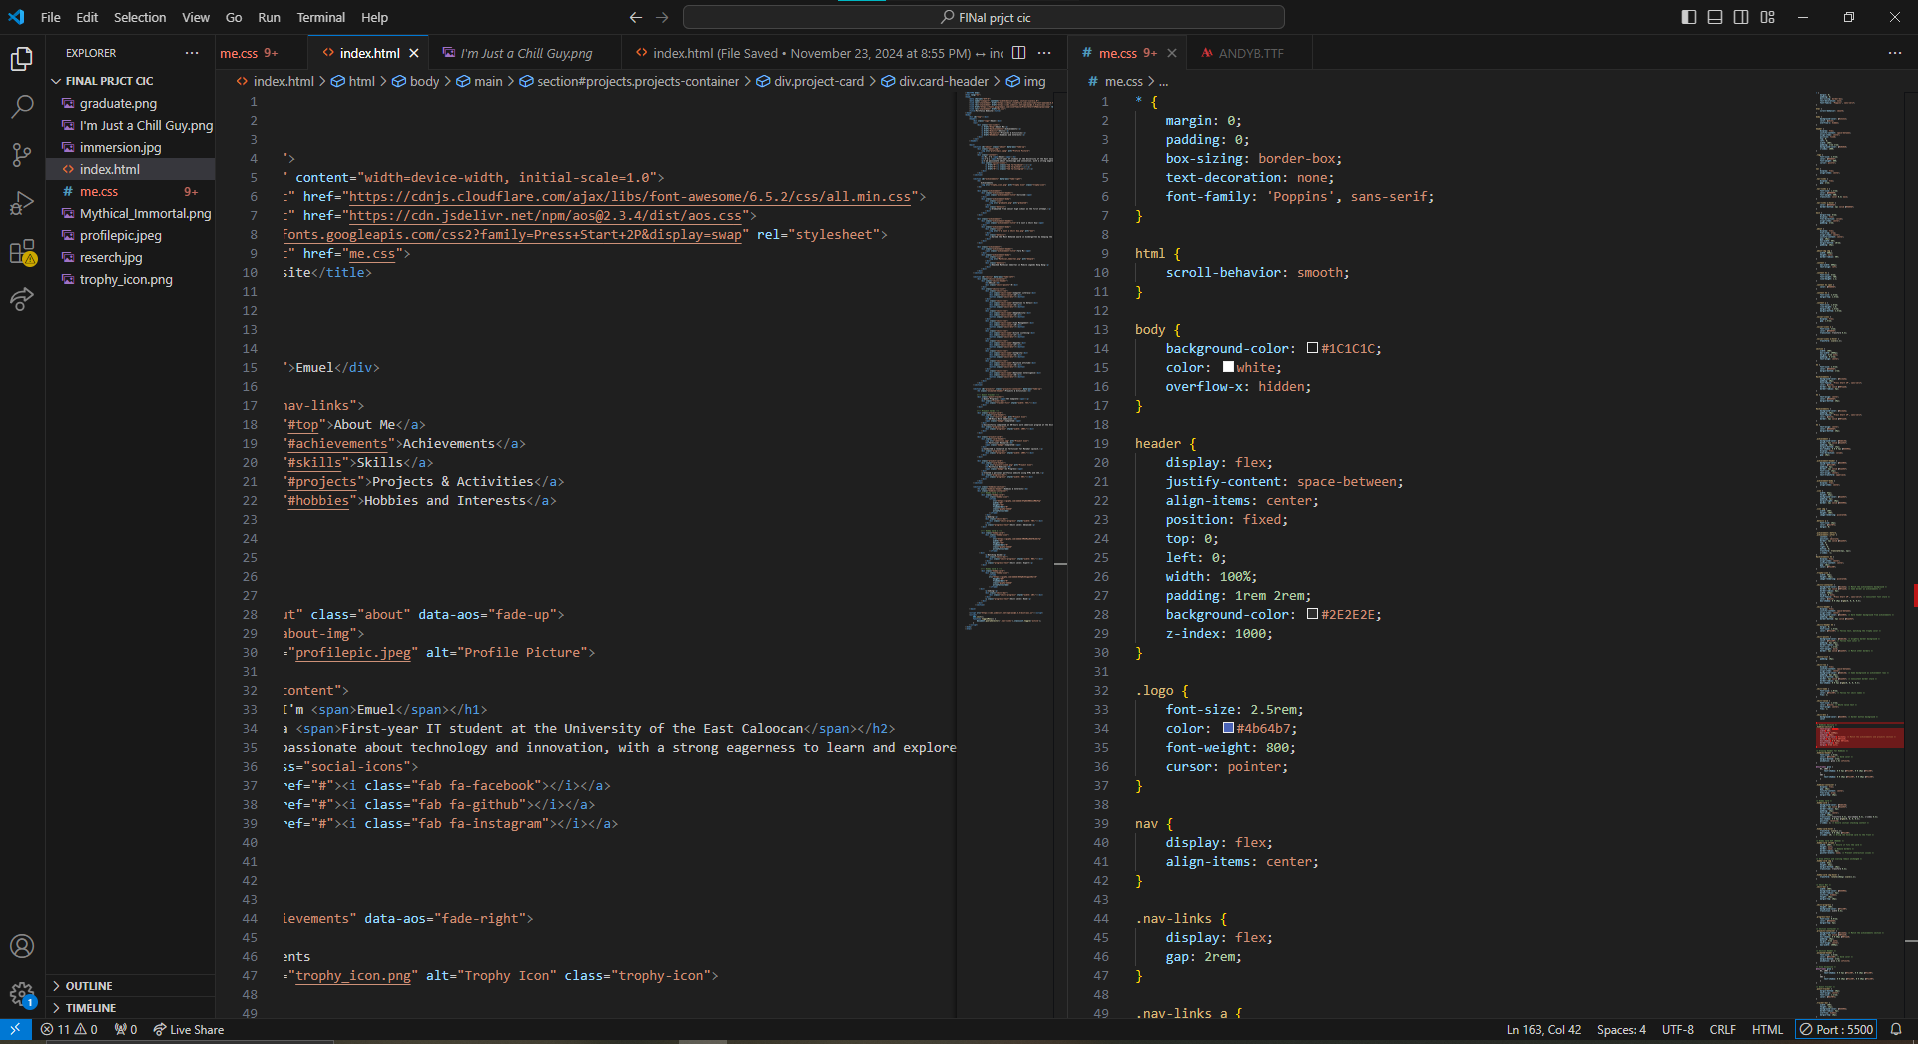 File Edit Selection View Go Run Terminal Help
FINal prjct cic
EXPLORER
FINAL PRJCT CIC
graduate.png
I'm Just a Chill Guy.png
immersion.jpg
index.html
me.css 9+
Mythical_Immortal.png
profilepic.jpeg
reserch.jpg
trophy_icon.png
OUTLINE
TIMELINE
me.css 9+
index.html
I'm Just a Chill Guy.png
index.html (File Saved • November 23, 2024 at 8:55 PM) ↔ inc
index.html > html > body > main > section#projects.projects-container > div.project-card > div.card-header > img
1
2
3
4 ">
5 " content="width=device-width, initial-scale=1.0">
6 :" href="https://cdnjs.cloudflare.com/ajax/libs/font-awesome/6.5.2/css/all.min.css">
7 :" href="https://cdn.jsdelivr.net/npm/aos@2.3.4/dist/aos.css">
8 fonts.googleapis.com/css2?family=Press+Start+2P&display=swap" rel="stylesheet">
9 :" href="me.css">
10 site</title>
11
12
13
14
15 ">Emuel</div>
16
17 nav-links">
18 "#top">About Me</a>
19 "#achievements">Achievements</a>
20 "#skills">Skills</a>
21 "#projects">Projects & Activities</a>
22 "#hobbies">Hobbies and Interests</a>
23
24
25
26
27
28 ut" class="about" data-aos="fade-up">
29 about-img">
30 ="profilepic.jpeg" alt="Profile Picture">
31
32 content">
33 I'm <span>Emuel</span></h1>
34 a <span>First-year IT student at the University of the East Caloocan</span></h2>
35 passionate about technology and innovation, with a strong eagerness to learn and explore
36 ss="social-icons">
37 ref="#"><i class="fab fa-facebook"></i></a>
38 ref="#"><i class="fab fa-github"></i></a>
39 ref="#"><i class="fab fa-instagram"></i></a>
40
41
42
43
44 ievements" data-aos="fade-right">
45
46 ents
47 ="trophy_icon.png" alt="Trophy Icon" class="trophy-icon">
48
49
# me.css 9+
ANDYB.TTF
# me.css > ...
1 * {
2 margin: 0;
3 padding: 0;
4 box-sizing: border-box;
5 text-decoration: none;
6 font-family: 'Poppins', sans-serif;
7 }
8
9 html {
10 scroll-behavior: smooth;
11 }
12
13 body {
14 background-color: #1C1C1C;
15 color: white;
16 overflow-x: hidden;
17 }
18
19 header {
20 display: flex;
21 justify-content: space-between;
22 align-items: center;
23 position: fixed;
24 top: 0;
25 left: 0;
26 width: 100%;
27 padding: 1rem 2rem;
28 background-color: #2E2E2E;
29 z-index: 1000;
30 }
31
32 .logo {
33 font-size: 2.5rem;
34 color: #4b64b7;
35 font-weight: 800;
36 cursor: pointer;
37 }
38
39 nav {
40 display: flex;
41 align-items: center;
42 }
43
44 .nav-links {
45 display: flex;
46 gap: 2rem;
47 }
48
49 .nav-links a {
1
11 0 0 Live Share
Ln 163, Col 42 Spaces: 4 UTF-8 CRLF HTML Port : 5500